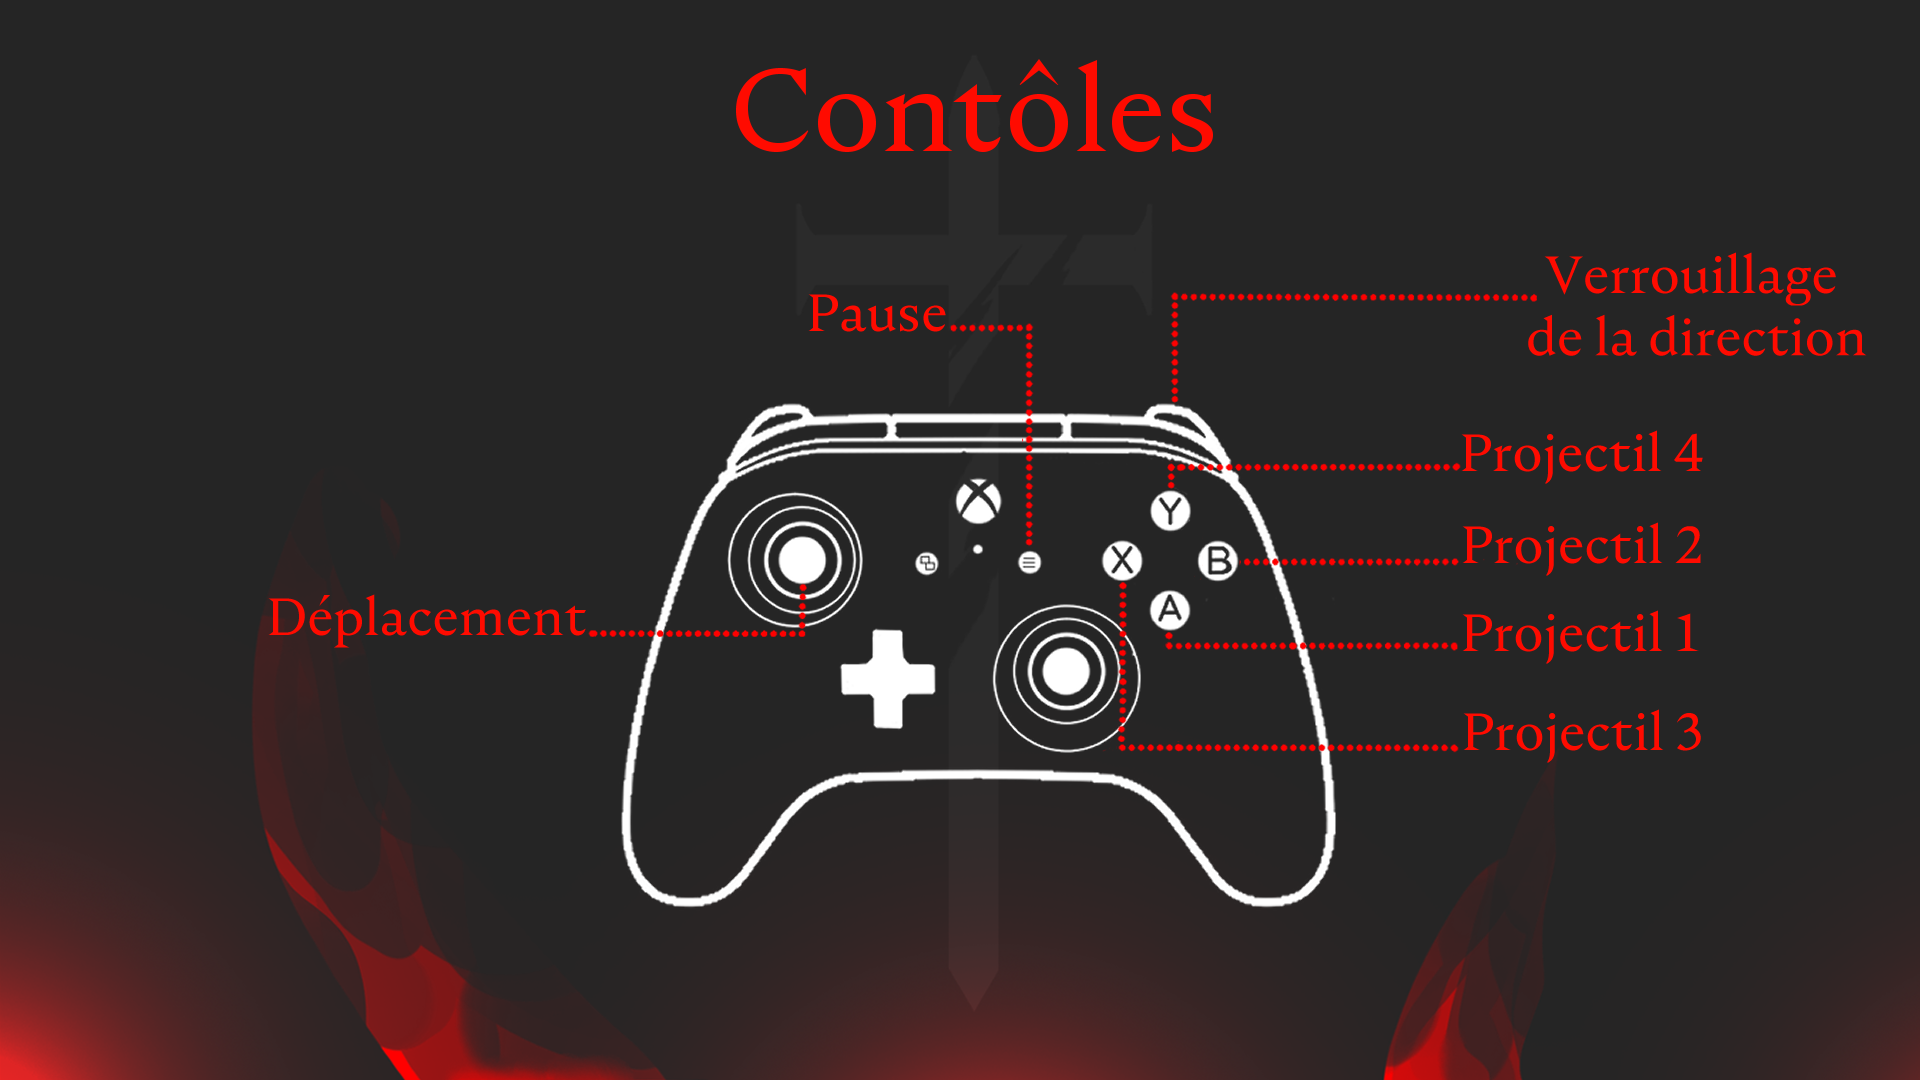 Contôles
Verrouillage
de la direction
Pause
Projectil 4
Y
X
B
Projectil 2
A
Déplacement
Projectil 1
Projectil 3